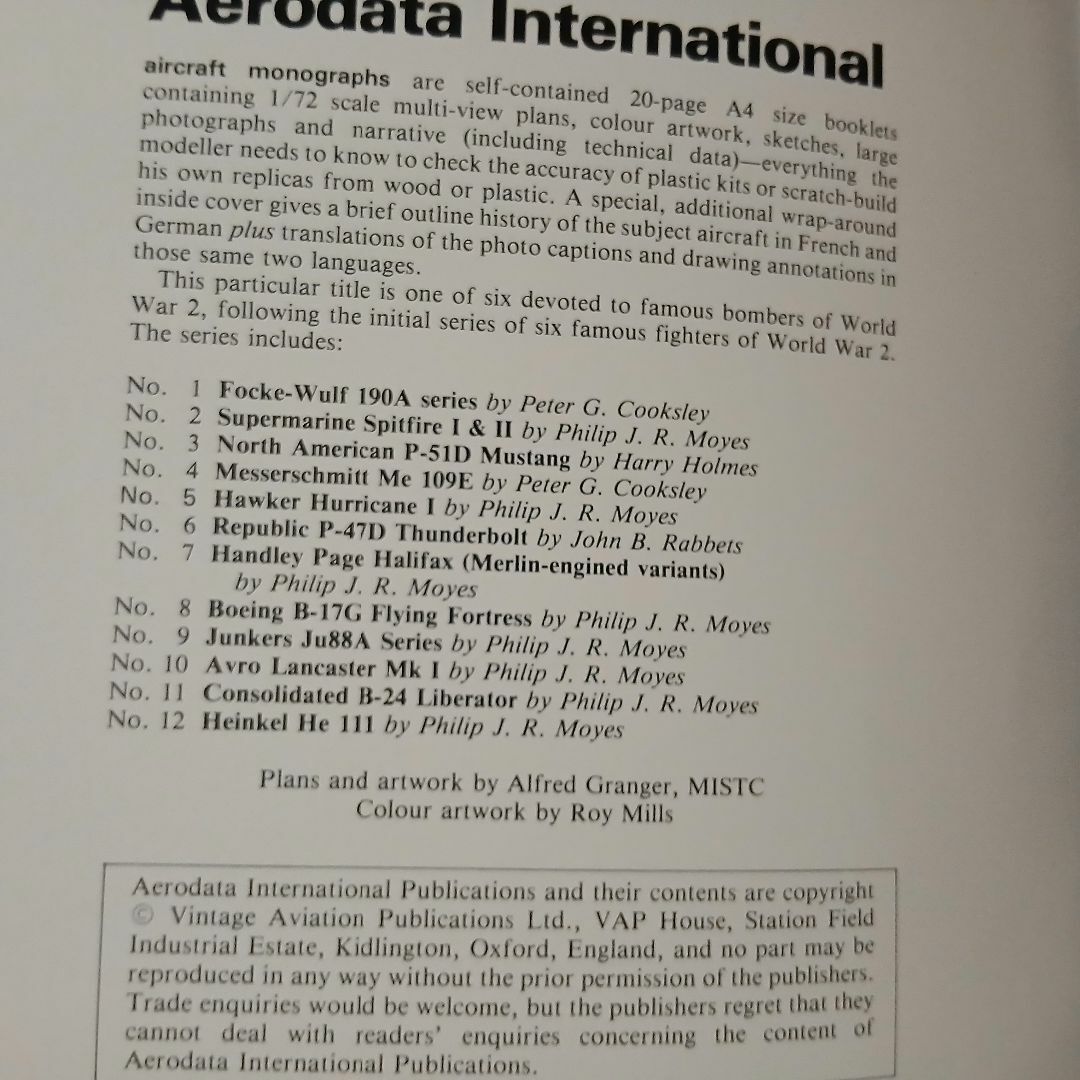 Aerodata International
aircraft monographs are self-contained 20-page A4 size booklets
containing 1/72 scale multi-view plans, colour artwork, sketches, large
photographs and narrative (including technical data)—everything the
modeller needs to know to check the accuracy of plastic kits or scratch-build
his own replicas from wood or plastic. A special, additional wrap-around
inside cover gives a brief outline history of the subject aircraft in French and
German plus translations of the photo captions and drawing annotations in
those same two languages.
This particular title is one of six devoted to famous bombers of World
War 2, following the initial series of six famous fighters of World War 2.
The series includes:
No. 1 Focke-Wulf 190A series by Peter G. Cooksley
No. 2 Supermarine Spitfire I & II by Philip J. R. Moyes
No. 3 North American P-51D Mustang by Harry Holmes
No. 4 Messerschmitt Me 109E by Peter G. Cooksley
No. 5 Hawker Hurricane I by Philip J. R. Moyes
No. 6 Republic P-47D Thunderbolt by John B. Rabbets
No. 7 Handley Page Halifax (Merlin-engined variants)
by Philip J. R. Moyes
No. 8 Boeing B-17G Flying Fortress by Philip J. R. Moyes
No. 9 Junkers Ju88A Series by Philip J. R. Moyes
No. 10 Avro Lancaster Mk I by Philip J. R. Moyes
No. 11 Consolidated B-24 Liberator by Philip J. R. Moyes
No. 12 Heinkel He 111 by Philip J. R. Moyes
Plans and artwork by Alfred Granger, MISTC
Colour artwork by Roy Mills
Aerodata International Publications and their contents are copyright
© Vintage Aviation Publications Ltd., VAP House, Station Field
Industrial Estate, Kidlington, Oxford, England, and no part may be
reproduced in any way without the prior permission of the publishers.
Trade enquiries would be welcome, but the publishers regret that they
cannot deal with readers' enquiries concerning the content of
Aerodata International Publications.